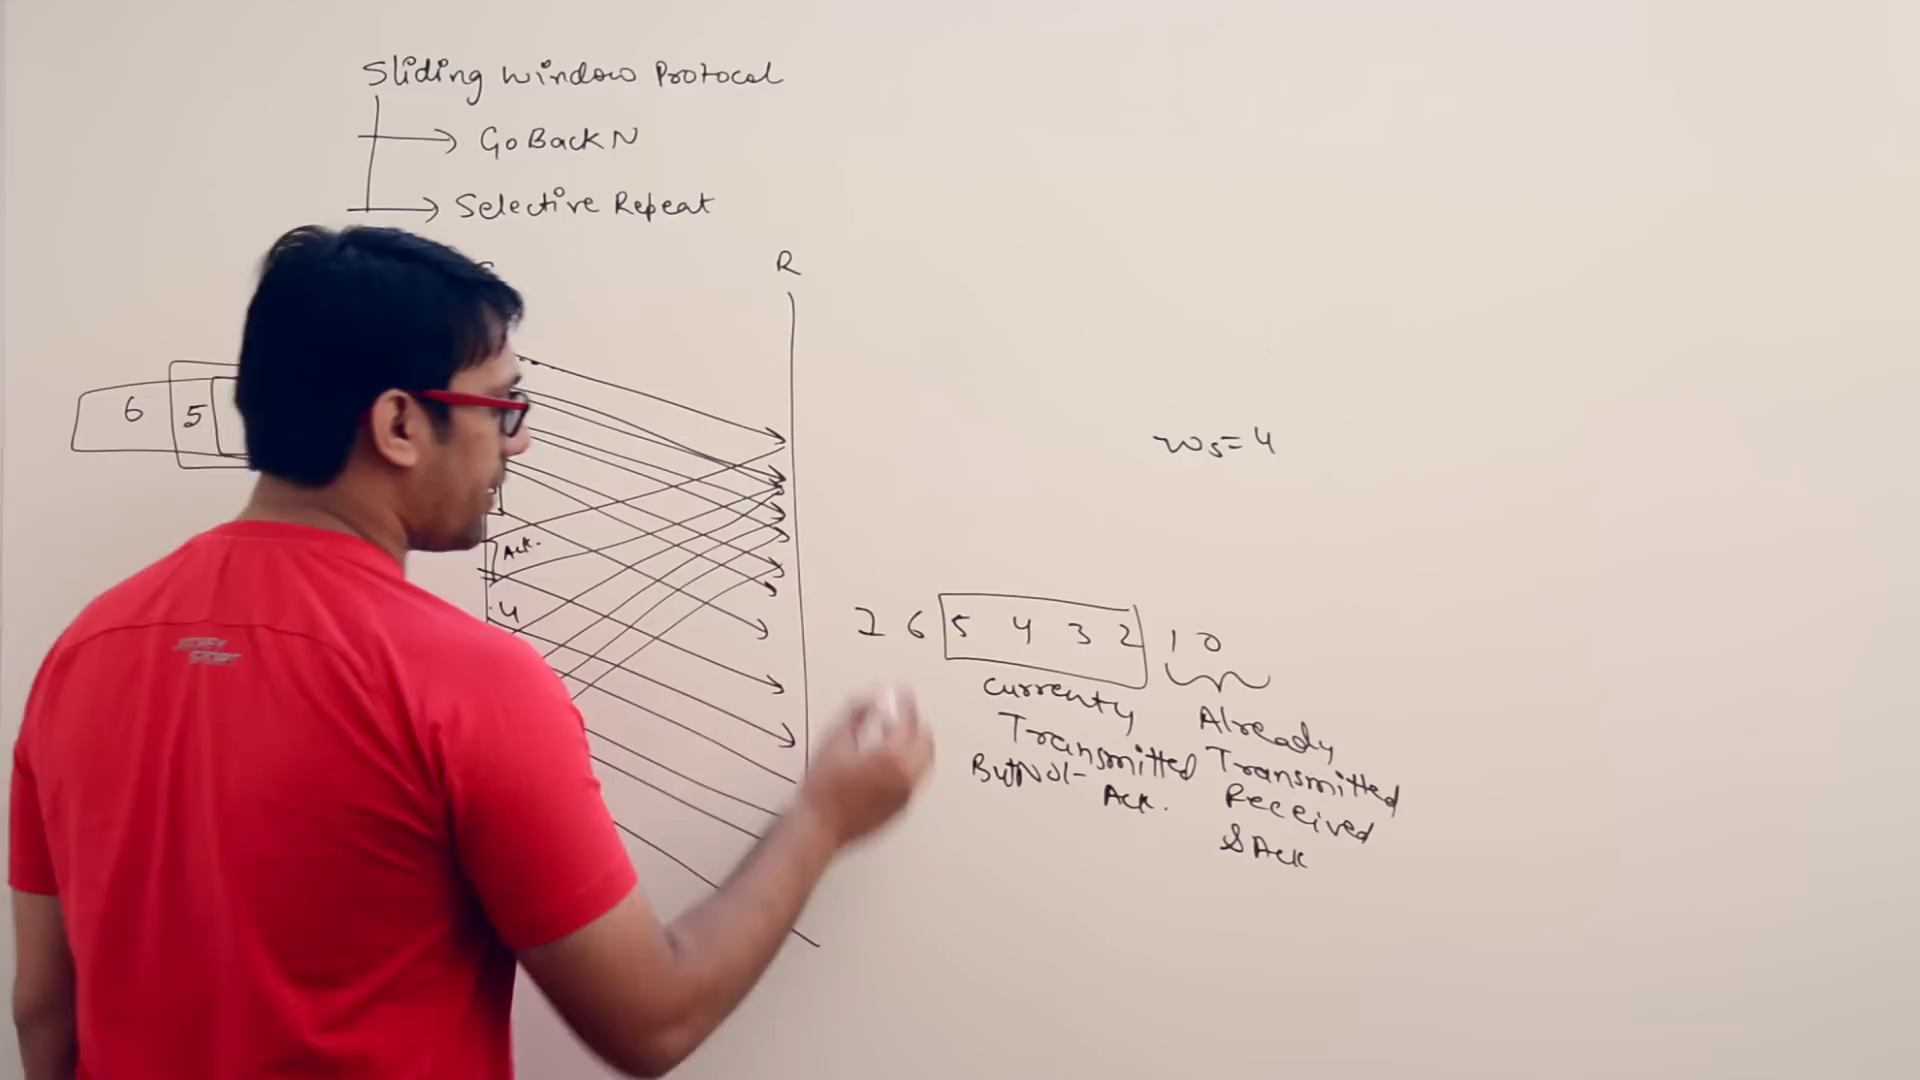 Sliding Window Protocol
GoBackN
Selective Repeat
R
6 5
Ack.
4
ws=4
7 6 5 4 3 2 1 0
Currenty
Transmitted
But Not
Ack.
Already
Transmitted
Received
& Ack